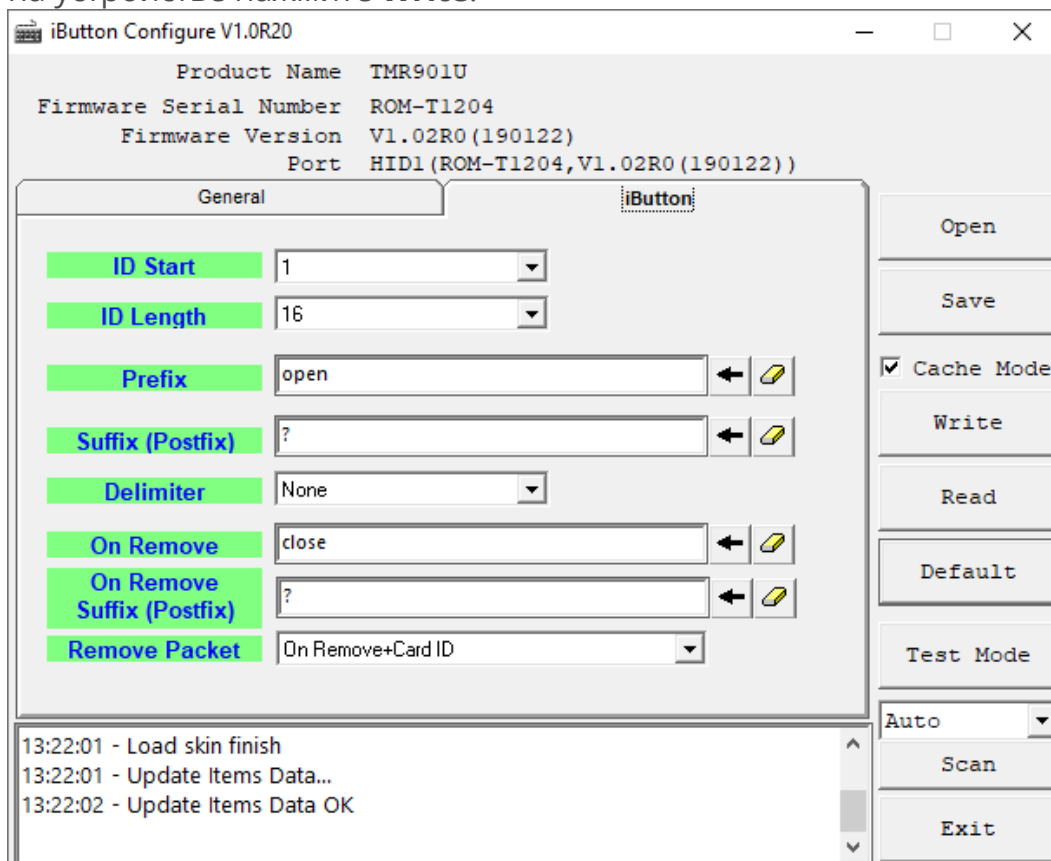 iButton Configure V1.0R20
Product Name TMR901U
Firmware Serial Number ROM-T1204
Firmware Version V1.02R0(190122)
Port HID1(ROM-T1204,V1.02R0(190122))
General iButton
ID Start 1
ID Length 16
Prefix open
Suffix (Postfix) ?
Delimiter None
On Remove close
On Remove
Suffix (Postfix) ?
Remove Packet On Remove+Card ID
Open
Save
Cache Mode
Write
Read
Default
Test Mode
Auto
Scan
Exit
13:22:01 - Load skin finish
13:22:01 - Update Items Data...
13:22:02 - Update Items Data OK